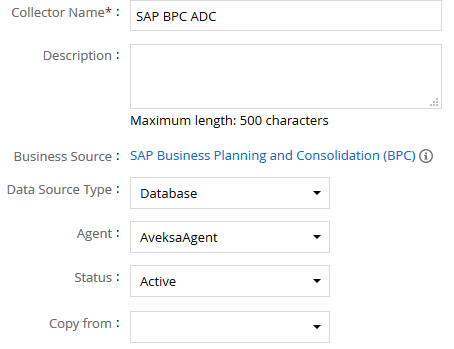 Collector Name* : SAP BPC ADC
Description :
Maximum length: 500 characters
Business Source : SAP Business Planning and Consolidation (BPC)
Data Source Type : Database
Agent : AveksaAgent
Status : Active
Copy from :